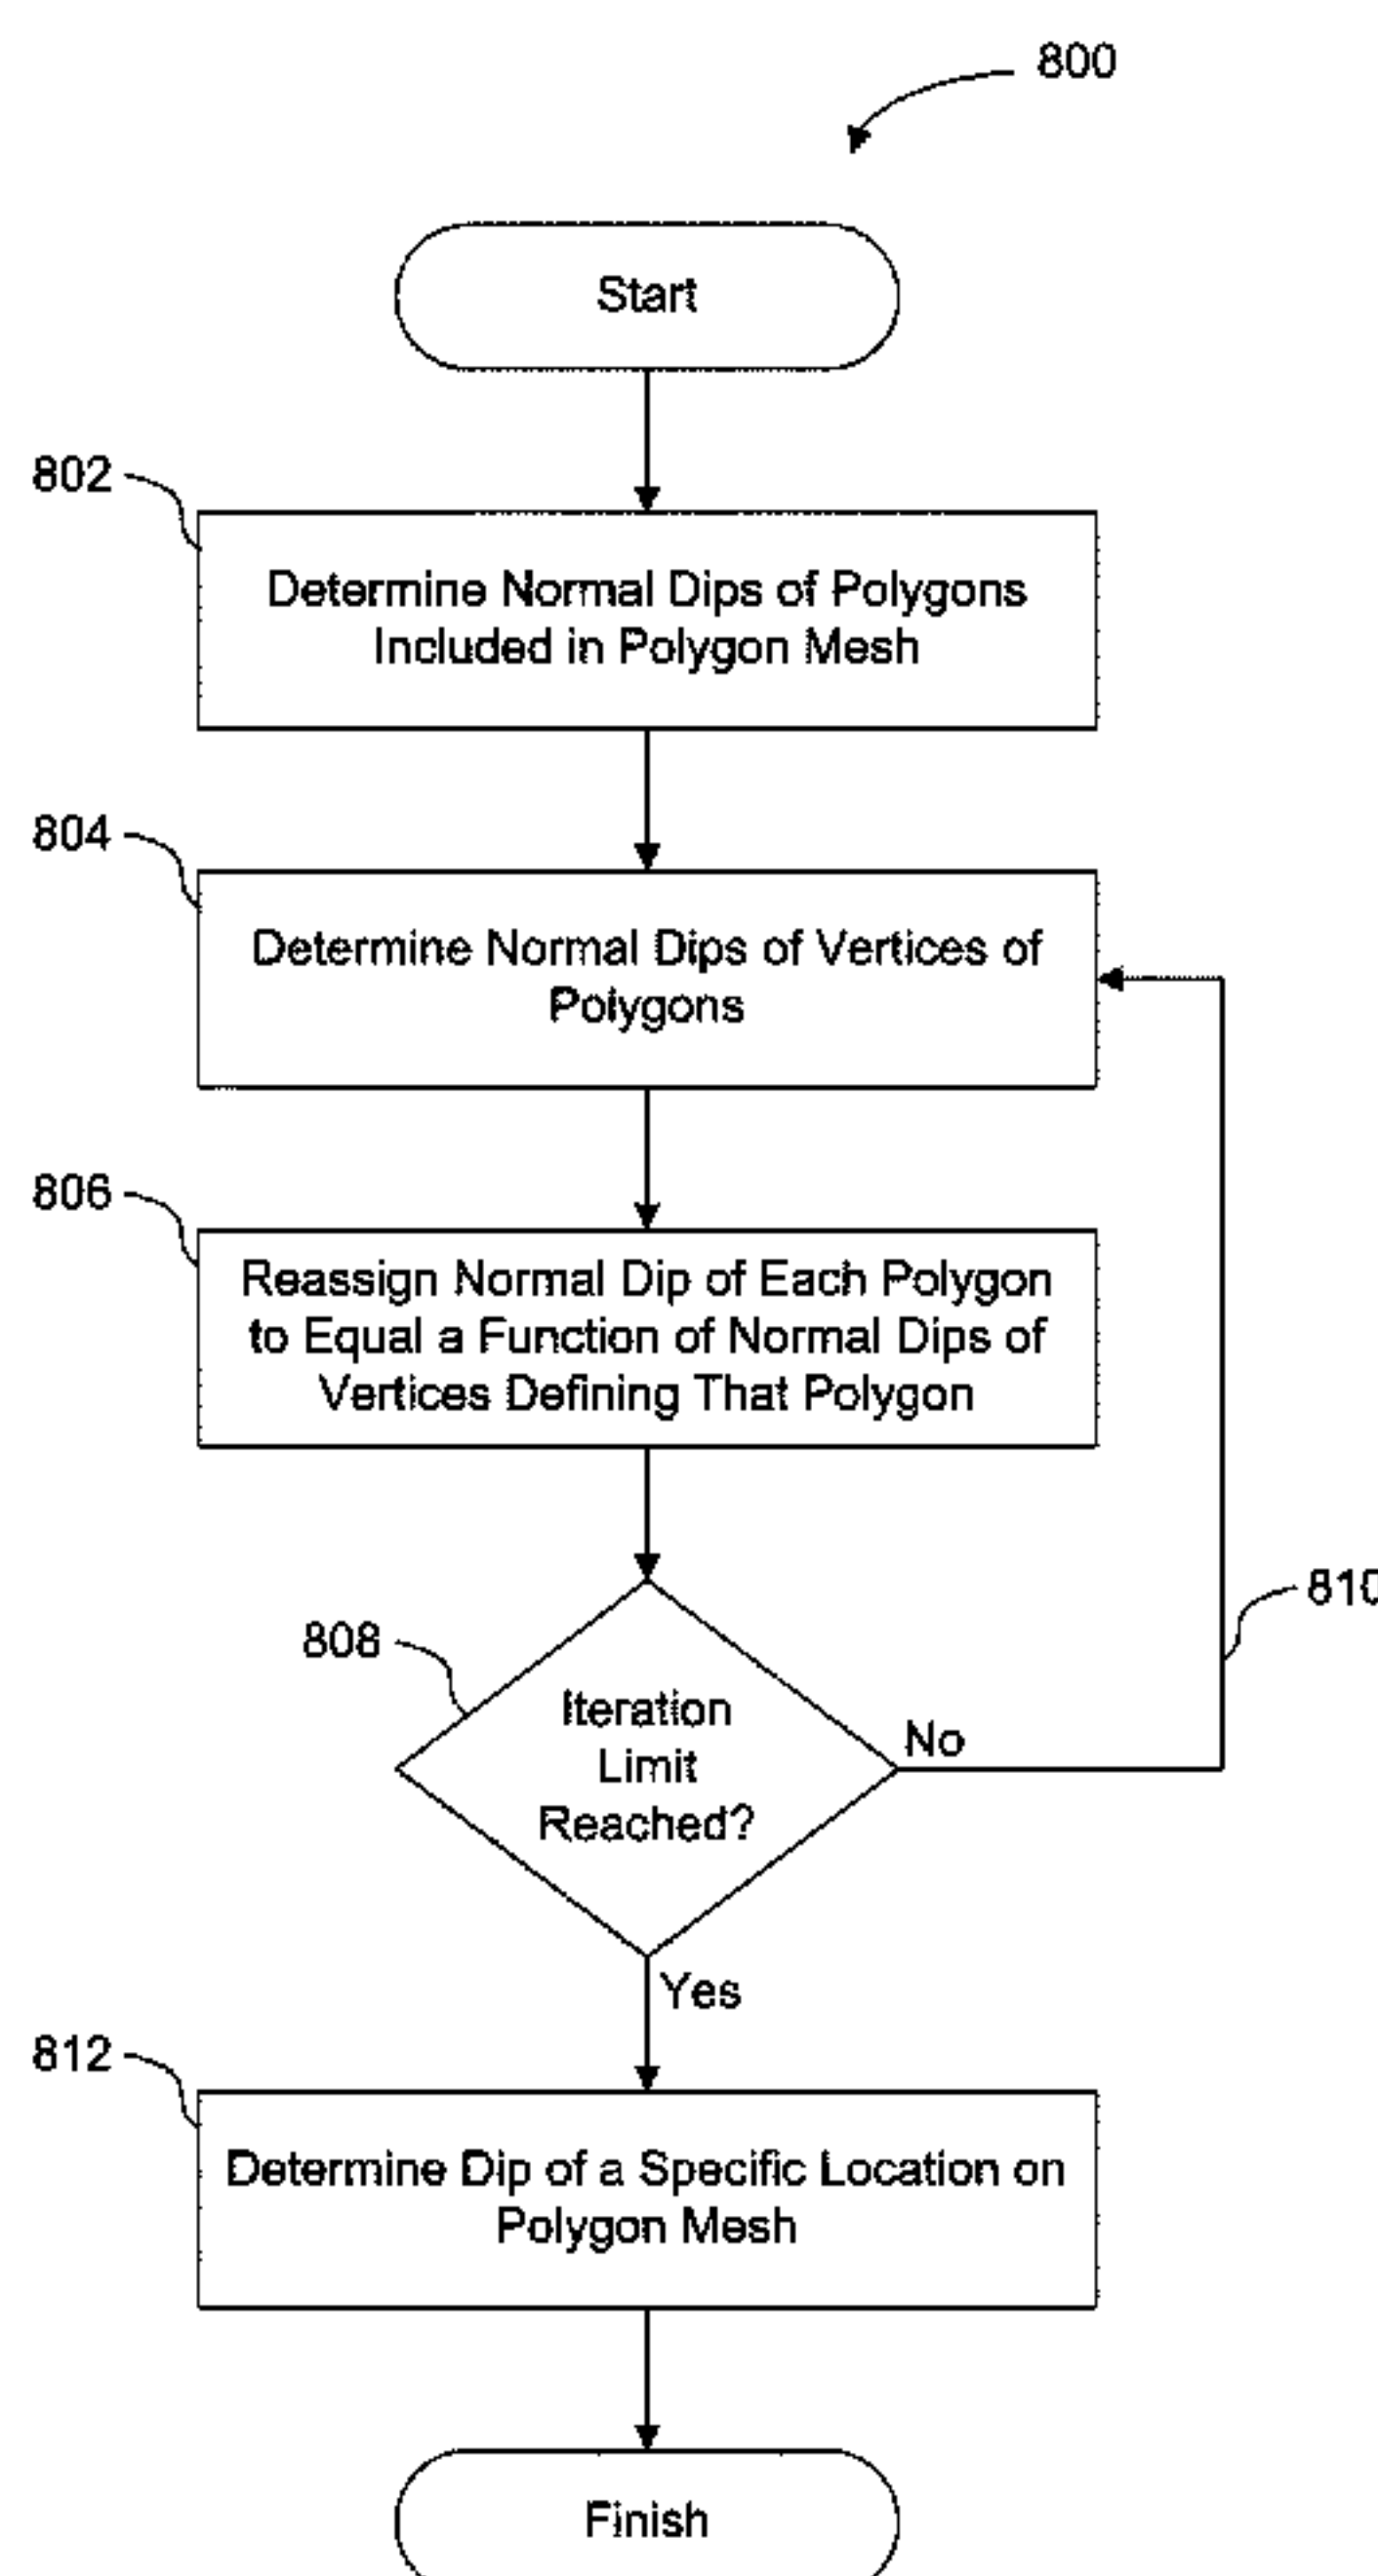 800
Start
802
Determine Normal Dips of Polygons
Included in Polygon Mesh
804
Determine Normal Dips of Vertices of
Polygons
806
Reassign Normal Dip of Each Polygon
to Equal a Function of Normal Dips of
Vertices Defining That Polygon
810
808
Iteration
Limit
Reached?
No
Yes
812
Determine Dip of a Specific Location on
Polygon Mesh
Finish